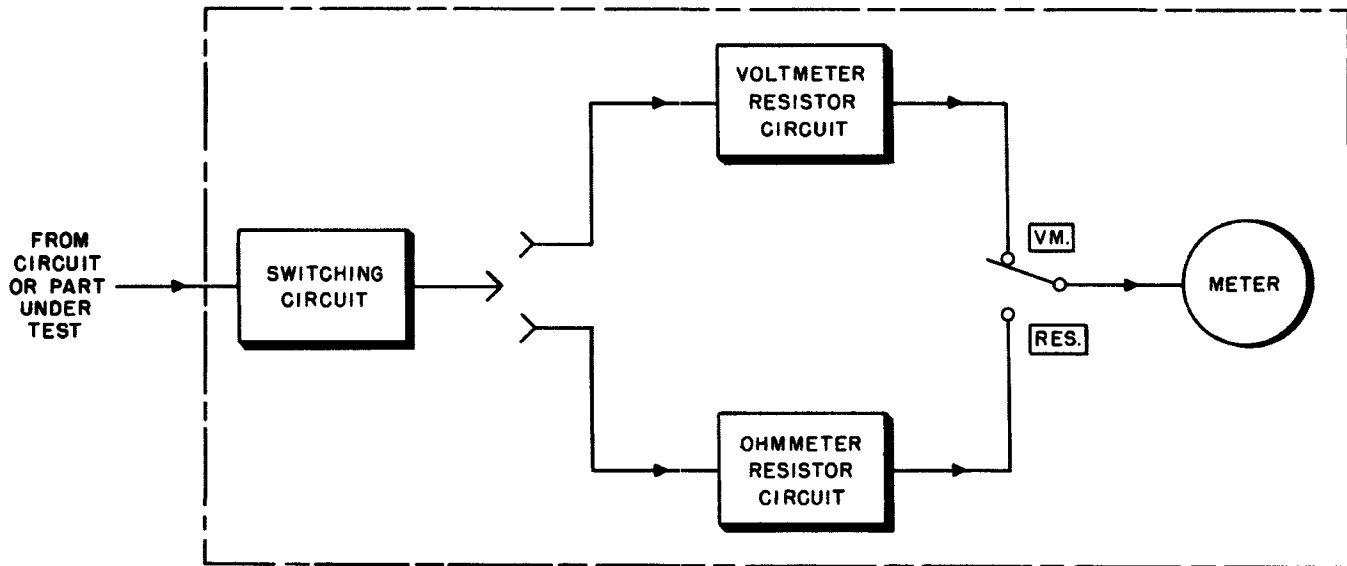 FROM
CIRCUIT
OR PART
UNDER
TEST
SWITCHING
CIRCUIT
VOLTMETER
RESISTOR
CIRCUIT
OHMMETER
RESISTOR
CIRCUIT
VM.
RES.
METER